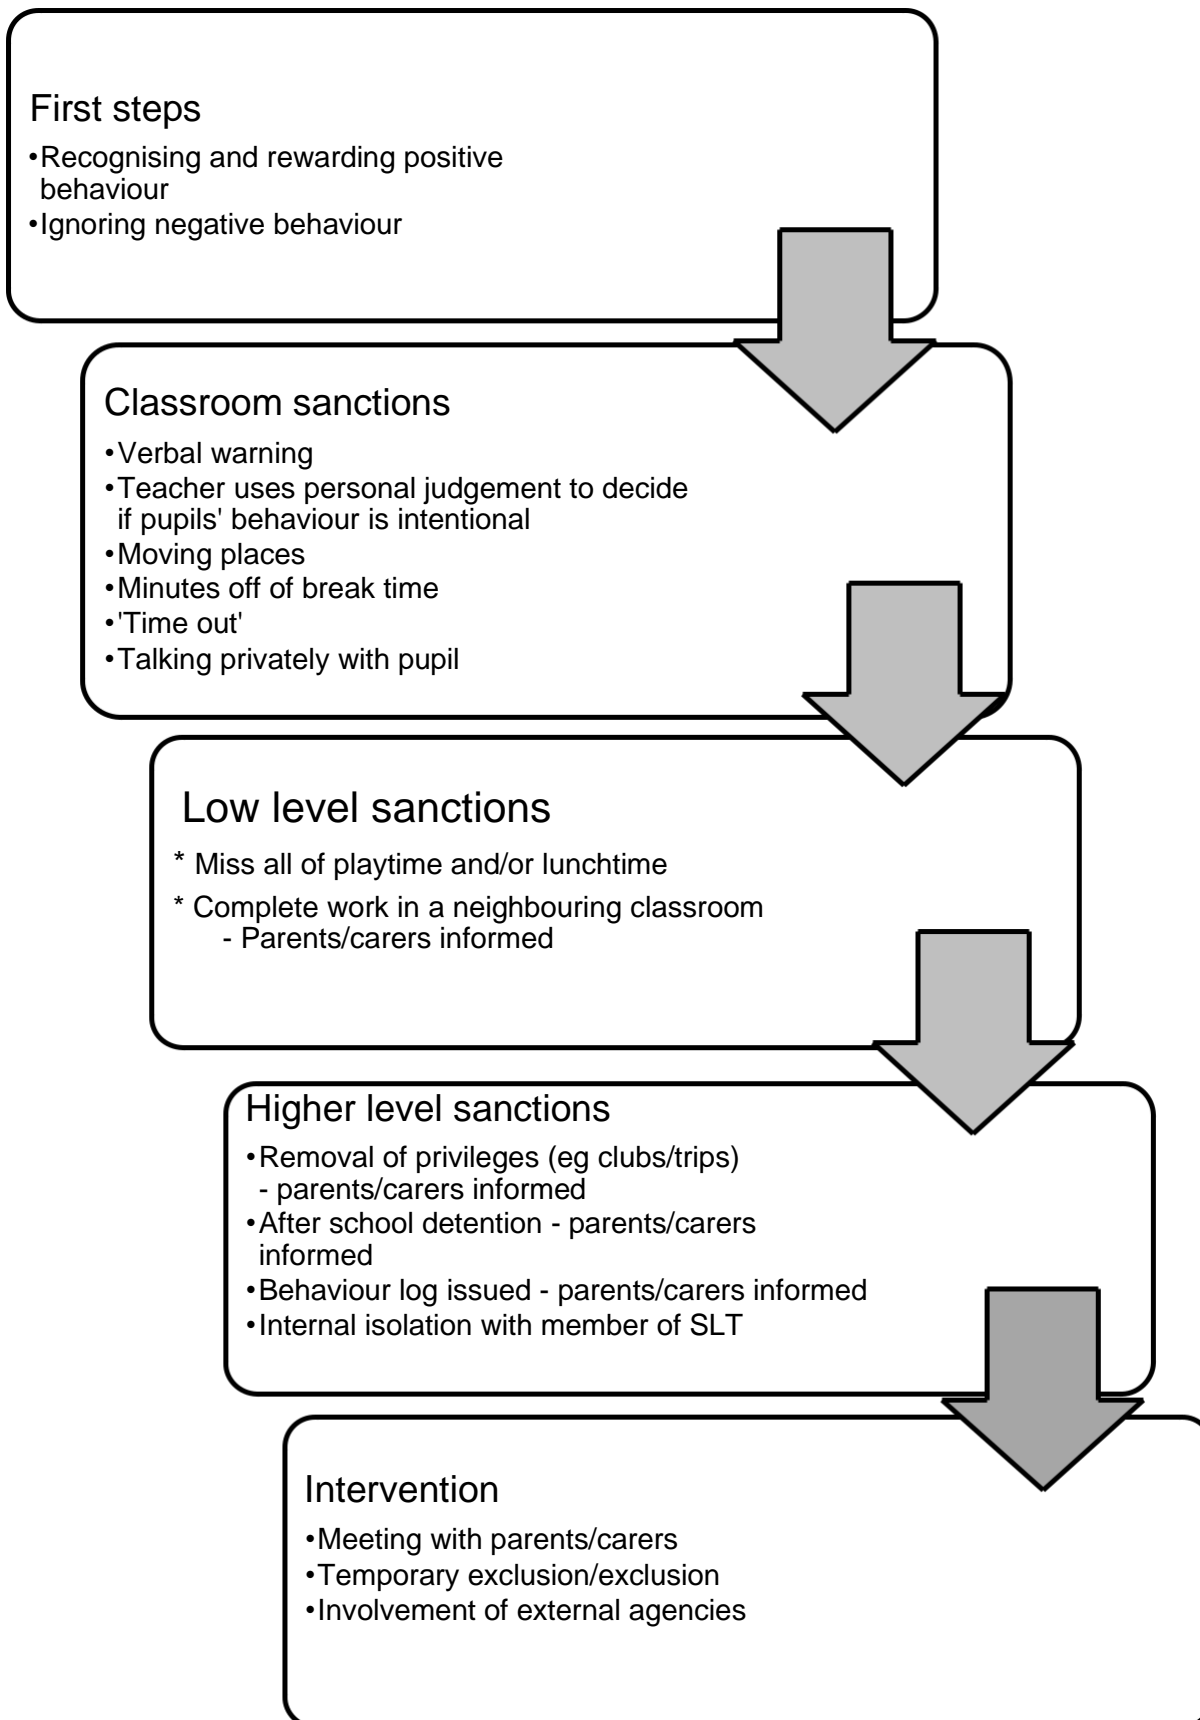 First steps
•Recognising and rewarding positive
behaviour
•Ignoring negative behaviour
Classroom sanctions
•Verbal warning
•Teacher uses personal judgement to decide
if pupils' behaviour is intentional
•Moving places
•Minutes off of break time
•'Time out'
•Talking privately with pupil
Low level sanctions
* Miss all of playtime and/or lunchtime
* Complete work in a neighbouring classroom
- Parents/carers informed
Higher level sanctions
•Removal of privileges (eg clubs/trips)
- parents/carers informed
•After school detention - parents/carers
informed
•Behaviour log issued - parents/carers informed
•Internal isolation with member of SLT
Intervention
•Meeting with parents/carers
•Temporary exclusion/exclusion
•Involvement of external agencies